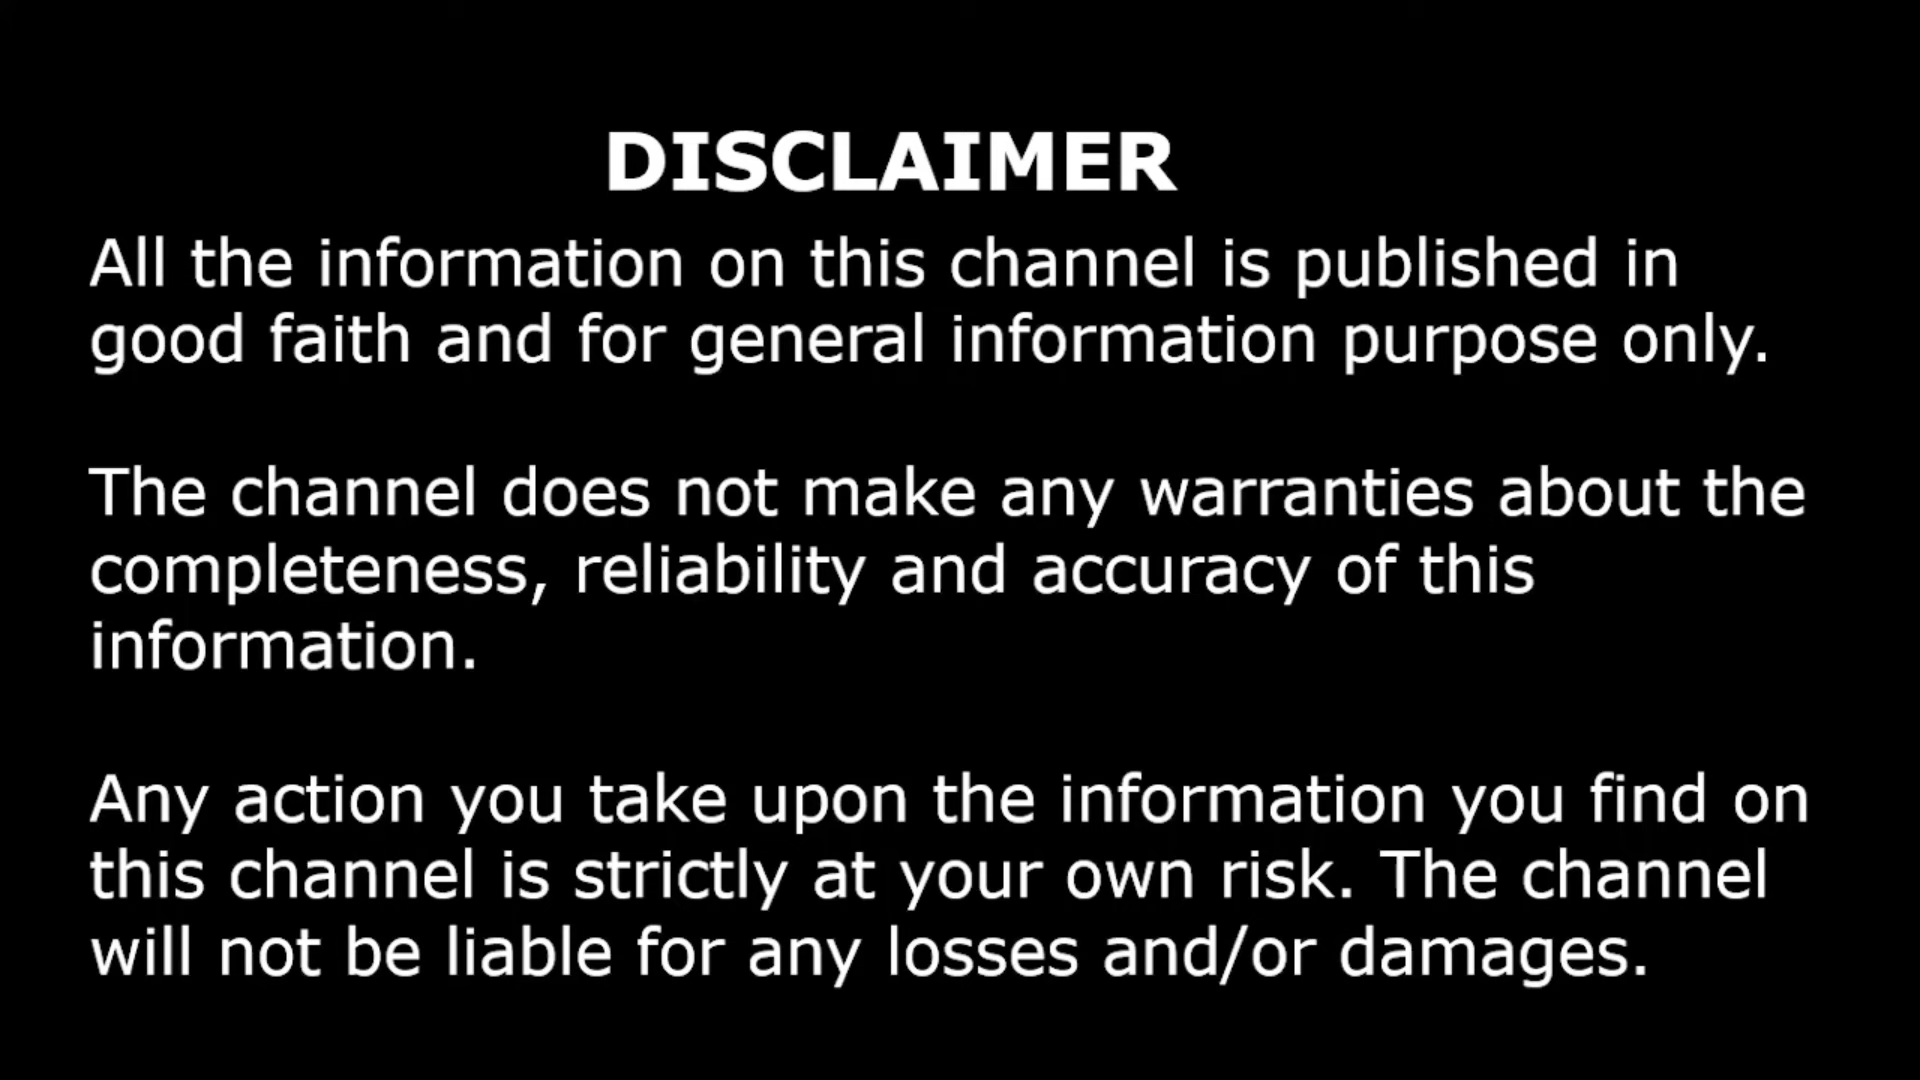 DISCLAIMER
All the information on this channel is published in
good faith and for general information purpose only.
The channel does not make any warranties about the
completeness, reliability and accuracy of this
information.
Any action you take upon the information you find on
this channel is strictly at your own risk. The channel
will not be liable for any losses and/or damages.